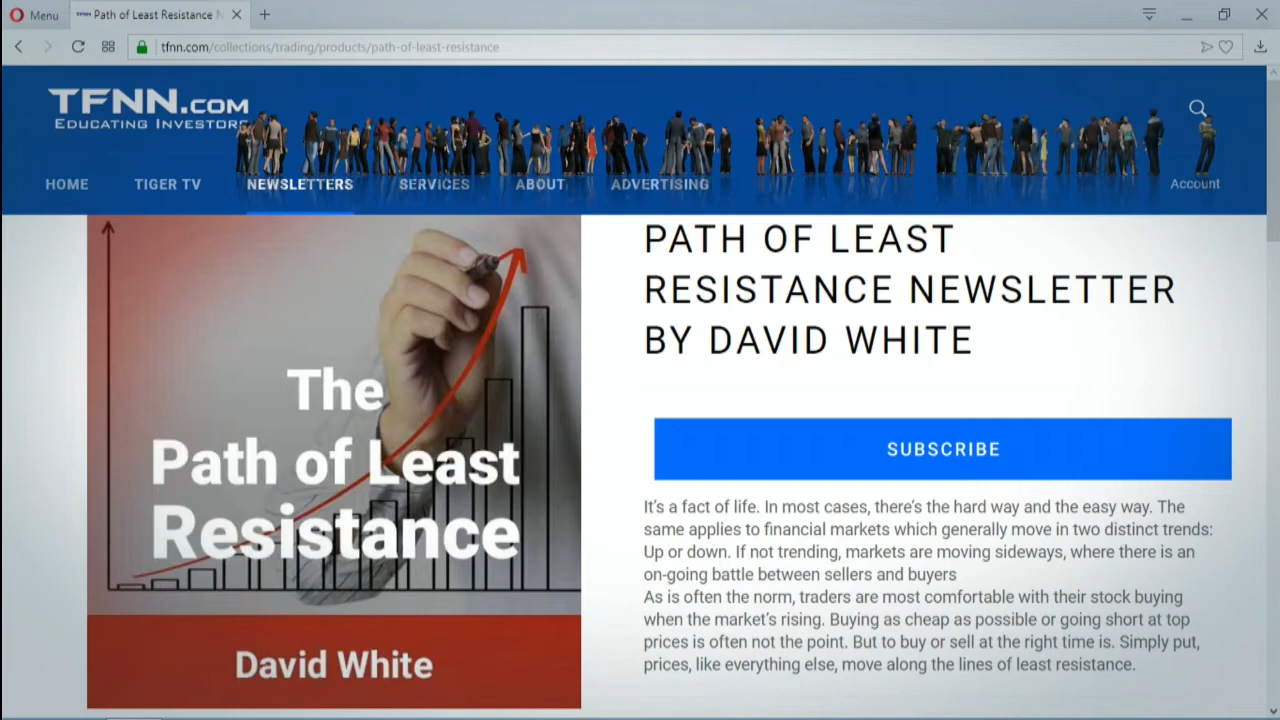 Menu
Path of Least Resistance N
tfnn.com/collections/trading/products/path-of-least-resistance
TFNN.COM
EDUCATING INVESTORS
HOME
TIGER TV
NEWSLETTERS
SERVICES
ABOUT
ADVERTISING
Account
The
Path of Least
Resistance
David White
PATH OF LEAST
RESISTANCE NEWSLETTER
BY DAVID WHITE
SUBSCRIBE
It's a fact of life. In most cases, there's the hard way and the easy way. The
same applies to financial markets which generally move in two distinct trends:
Up or down. If not trending, markets are moving sideways, where there is an
on-going battle between sellers and buyers
As is often the norm, traders are most comfortable with their stock buying
when the market's rising. Buying as cheap as possible or going short at top
prices is often not the point. But to buy or sell at the right time is. Simply put,
prices, like everything else, move along the lines of least resistance.